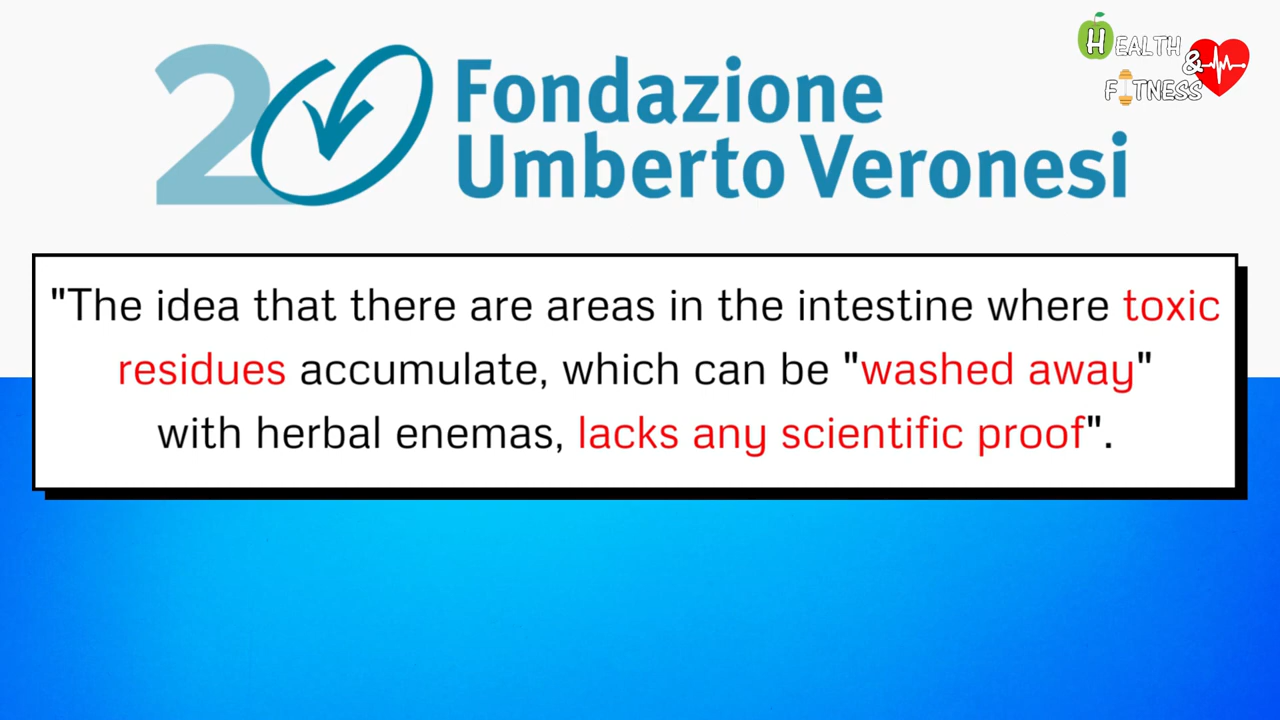 20 Fondazione
Umberto Veronesi
HEALTH
&
FITNESS
"The idea that there are areas in the intestine where toxic
residues accumulate, which can be "washed away"
with herbal enemas, lacks any scientific proof".